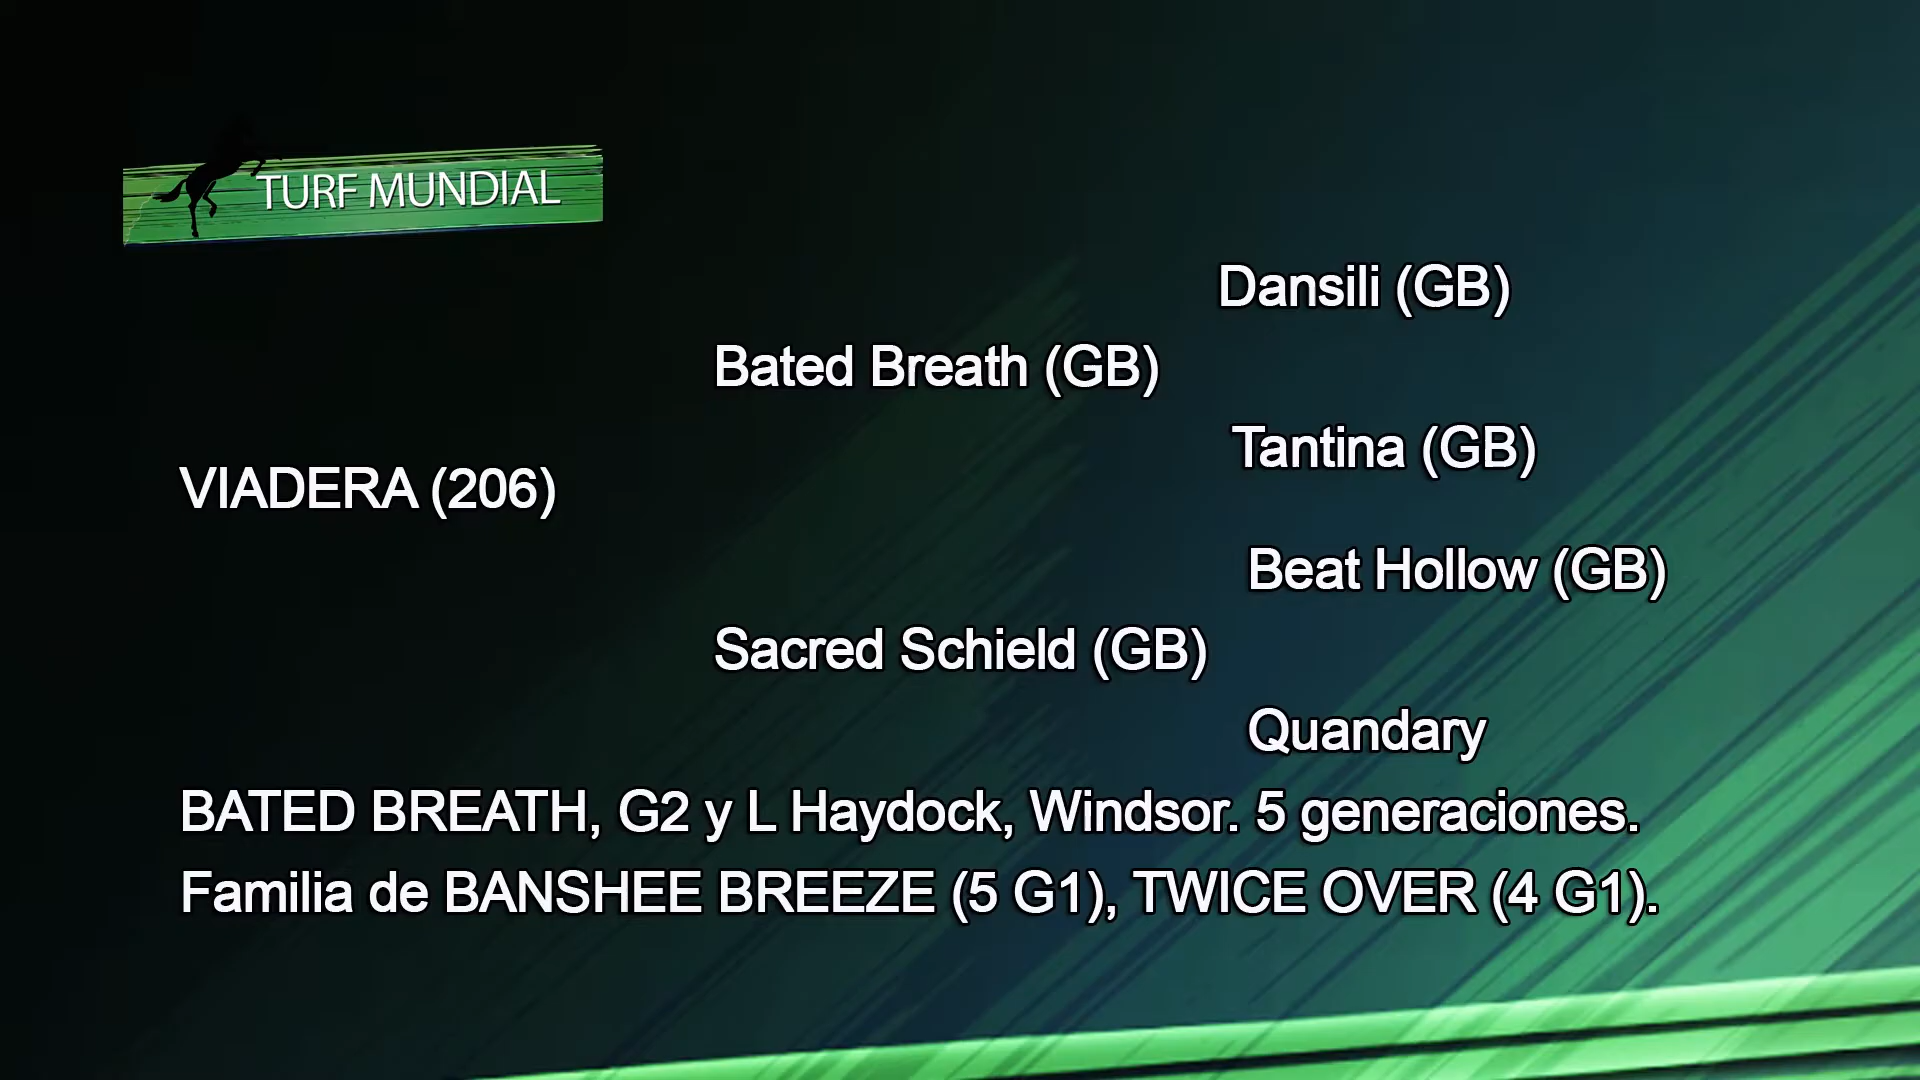 TURF MUNDIAL
Dansili (GB)
Bated Breath (GB)
Tantina (GB)
VIADERA (206)
Beat Hollow (GB)
Sacred Schield (GB)
Quandary
BATED BREATH, G2 y L Haydock, Windsor. 5 generaciones.
Familia de BANSHEE BREEZE (5 G1), TWICE OVER (4 G1).